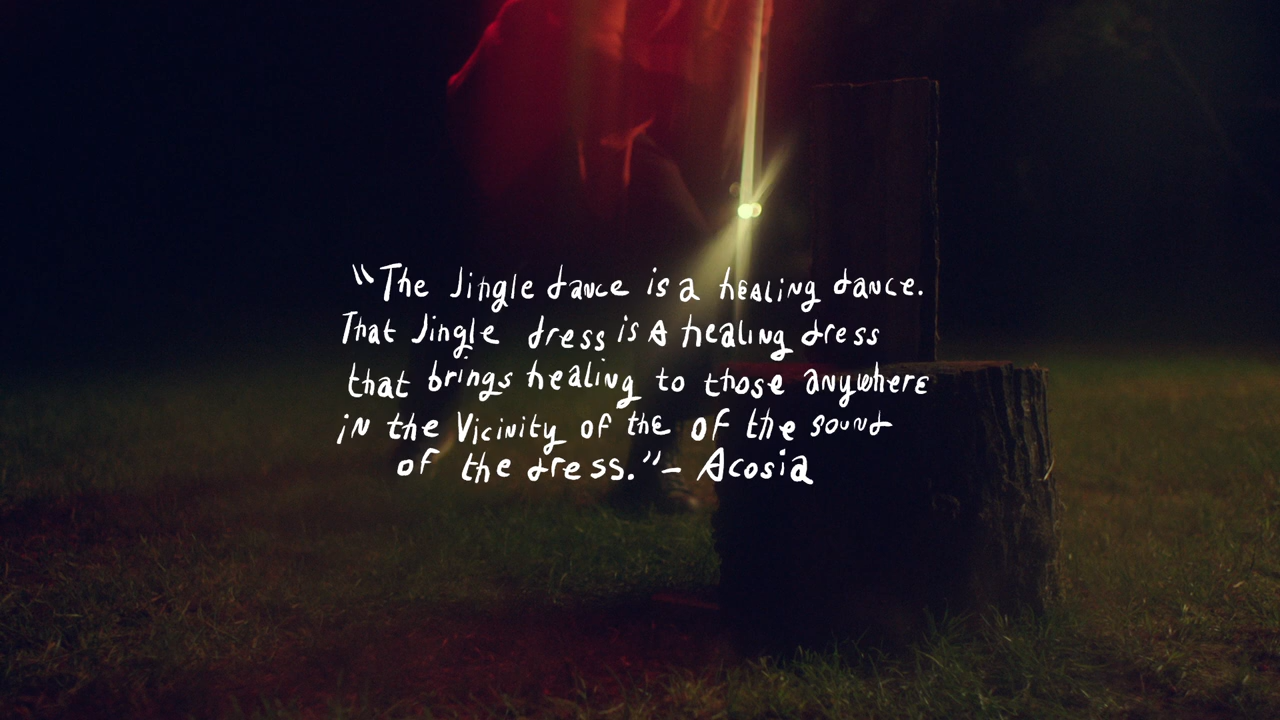 "The Jingle dance is a healing dance.
That Jingle dress is a healing dress
that brings healing to those anywhere
in the Vicinity of the of the sound
of the dress."- Acosia